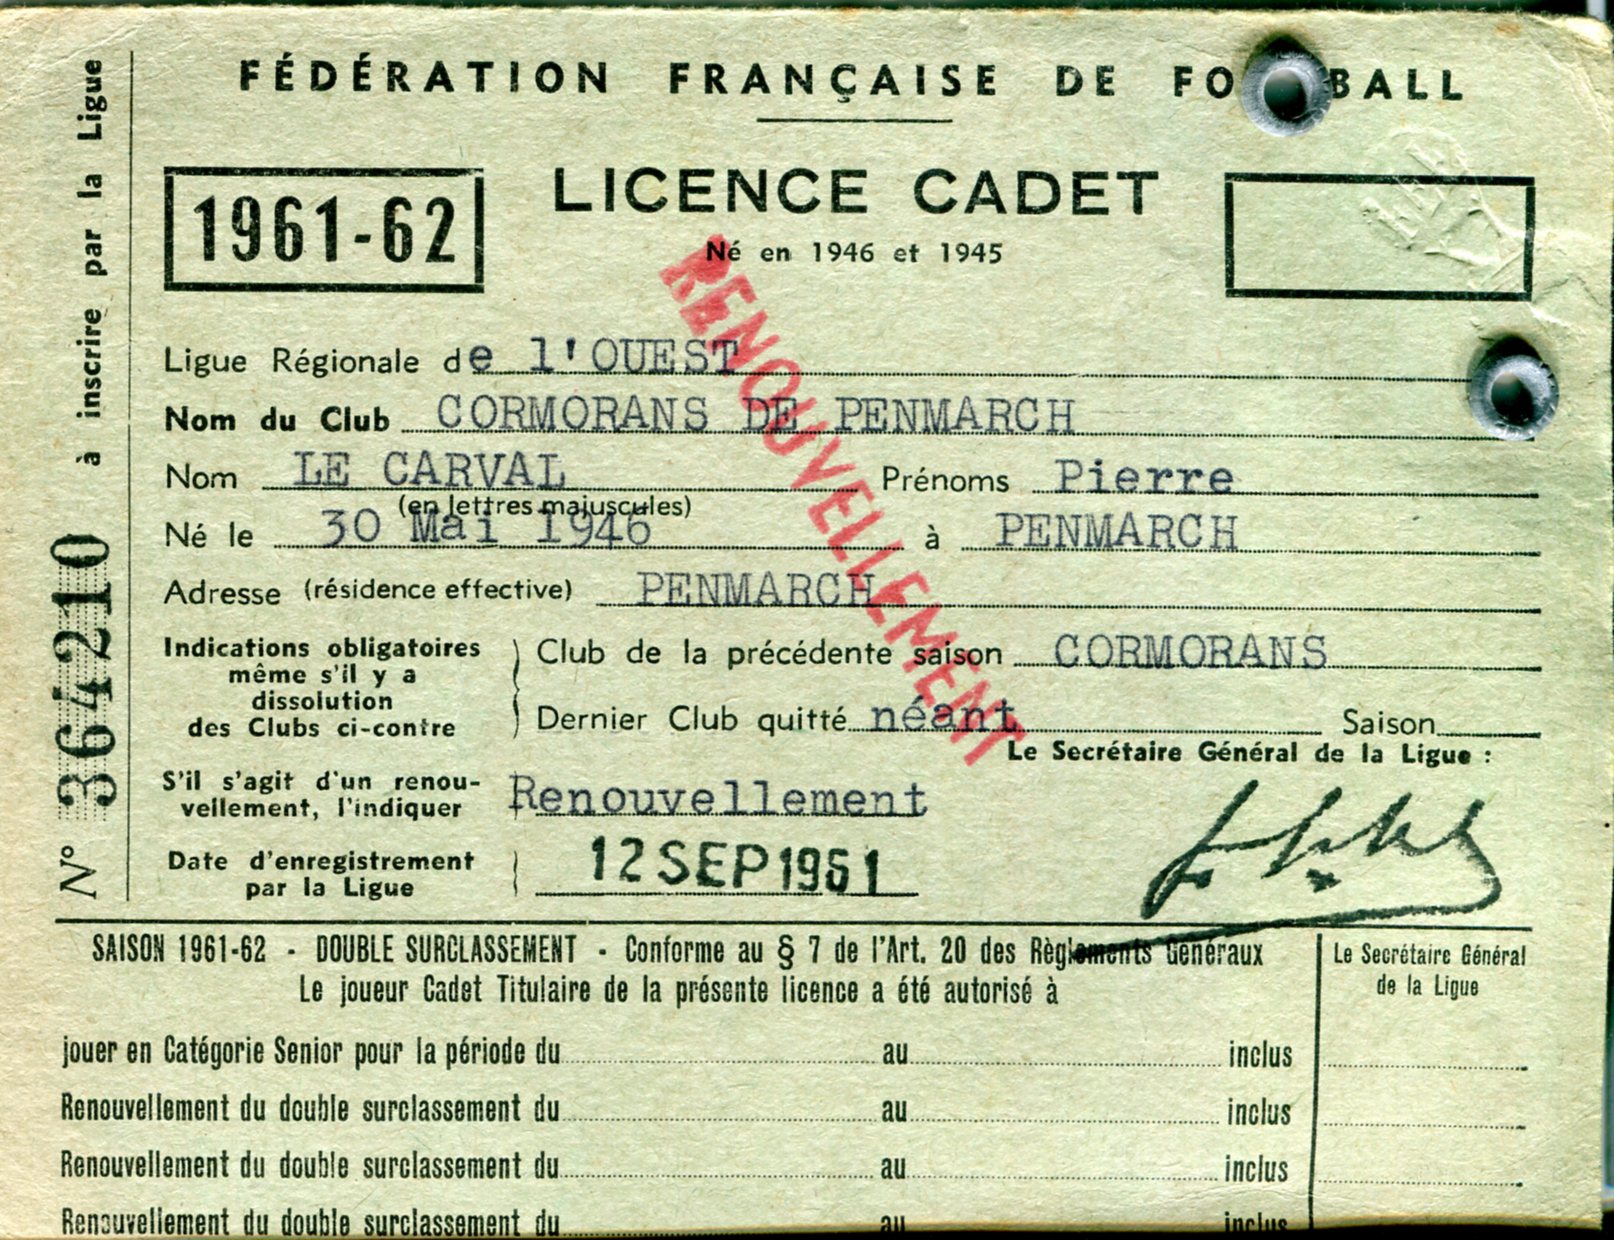 FÉDÉRATION FRANÇAISE DE FO BALL
LICENCE CADET
1961-62
Né en 1946 et 1945
RENOUVELLEMENT
Ligue Régionale de l'OUEST
Nom du Club CORMORANS DE PENMARCH
Nom LE CARVAL Prénoms Pierre
(en lettres majuscules)
Né le 30 Mai 1946 à PENMARCH
Adresse (résidence effective) PENMARCH
Indications obligatoires
même s'il y a
dissolution
des Clubs ci-contre
Club de la précédente saison CORMORANS
Dernier Club quitté néant Saison
Le Secrétaire Général de la Ligue :
S'il s'agit d'un renou-
vellement, l'indiquer
Renouvellement
Date d'enregistrement
par la Ligue
12 SEP 1961
N° 364210 à inscrire par la Ligue
SAISON 1961-62 - DOUBLE SURCLASSEMENT - Conforme au § 7 de l'Art. 20 des Règlements Généraux
Le joueur Cadet Titulaire de la présente licence a été autorisé à
Le Secrétaire Général
de la Ligue
jouer en Catégorie Senior pour la période du au inclus
Renouvellement du double surclassement du au inclus
Renouvellement du double surclassement du au inclus
Renouvellement du double surclassement du au inclus